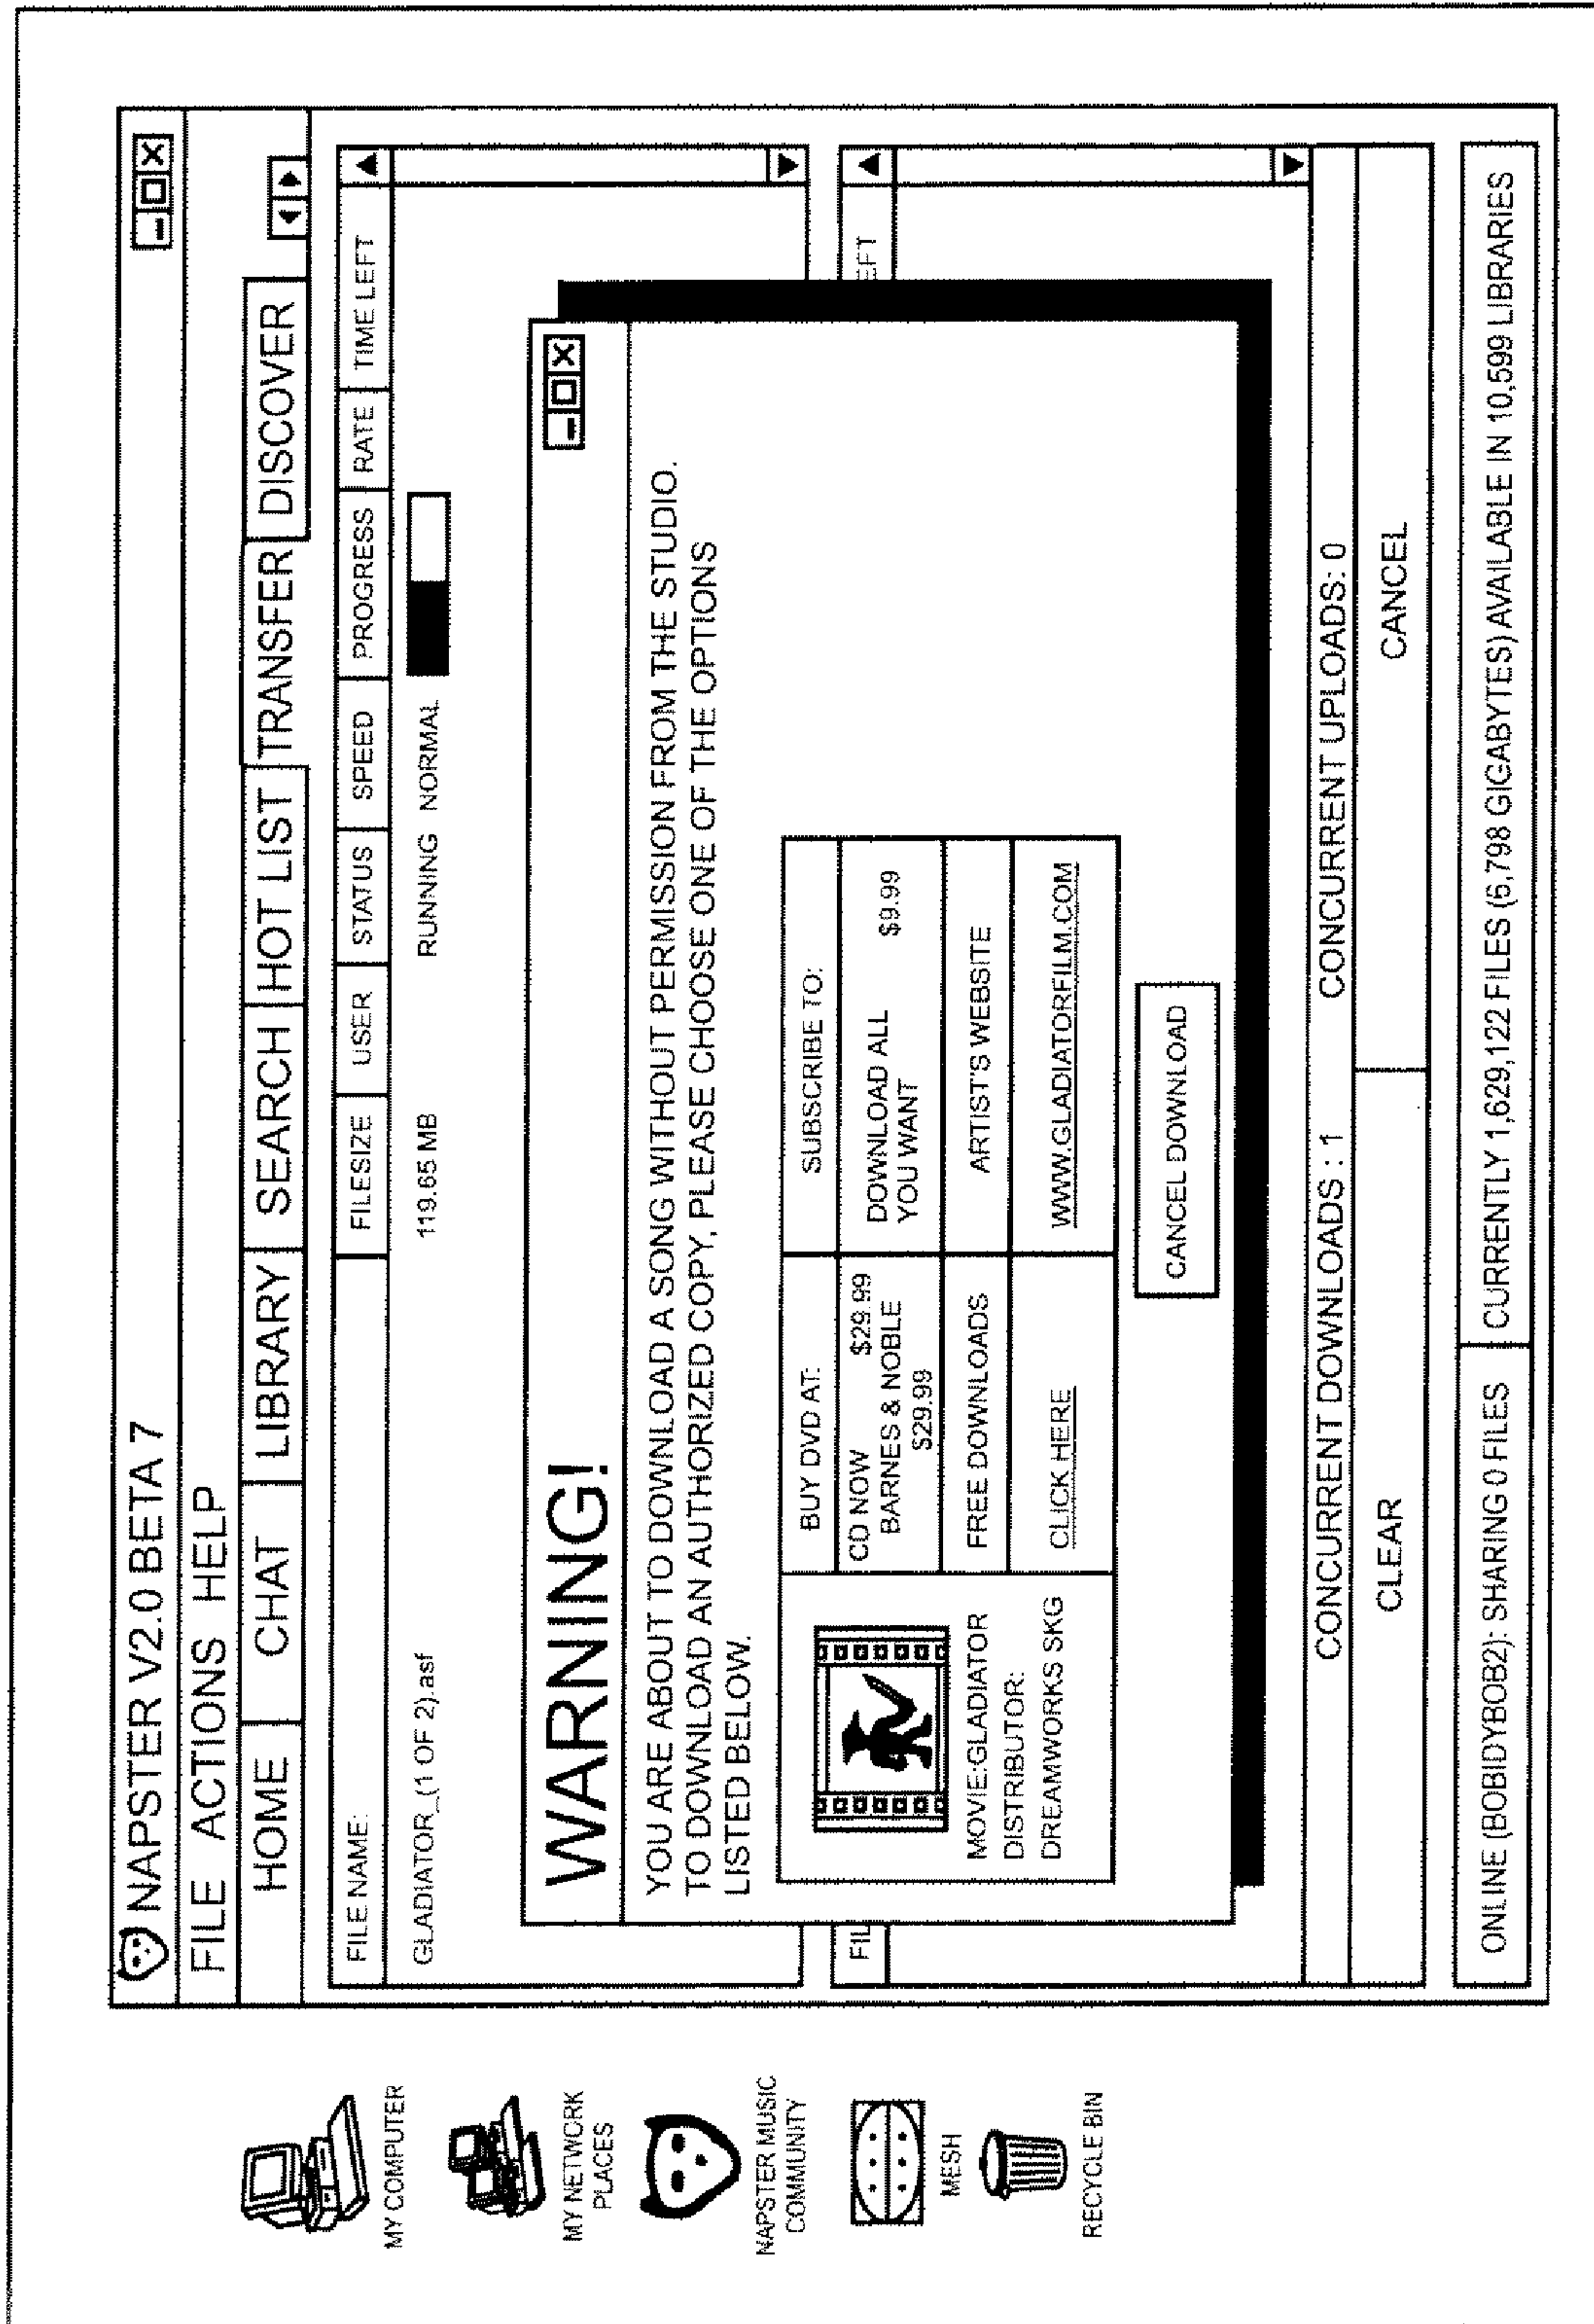 NAPSTER V2.0 BETA 7
FILE ACTIONS HELP
HOME CHAT LIBRARY SEARCH HOT LIST TRANSFER DISCOVER
FILE NAME: FILESIZE USER STATUS SPEED PROGRESS RATE TIME LEFT
GLADIATOR_(1 OF 2).asf 119.65 MB RUNNING NORMAL
WARNING!
YOU ARE ABOUT TO DOWNLOAD A SONG WITHOUT PERMISSION FROM THE STUDIO.
TO DOWNLOAD AN AUTHORIZED COPY, PLEASE CHOOSE ONE OF THE OPTIONS
LISTED BELOW.
MOVIE:GLADIATOR
DISTRIBUTOR:
DREAMWORKS SKG
BUY DVD AT:
CD NOW $29.99
BARNES & NOBLE
$29.99
SUBSCRIBE TO:
DOWNLOAD ALL $9.99
YOU WANT
FREE DOWNLOADS
CLICK HERE
ARTIST'S WEBSITE
WWW.GLADIATORFILM.COM
CANCEL DOWNLOAD
FIL EFT
CONCURRENT DOWNLOADS : 1 CONCURRENT UPLOADS: 0
CLEAR CANCEL
ONLINE (BOBIDYBOB2): SHARING 0 FILES CURRENTLY 1,629,122 FILES (6,798 GIGABYTES) AVAILABLE IN 10,599 LIBRARIES
MY COMPUTER
MY NETWORK
PLACES
NAPSTER MUSIC
COMMUNITY
MESH
RECYCLE BIN